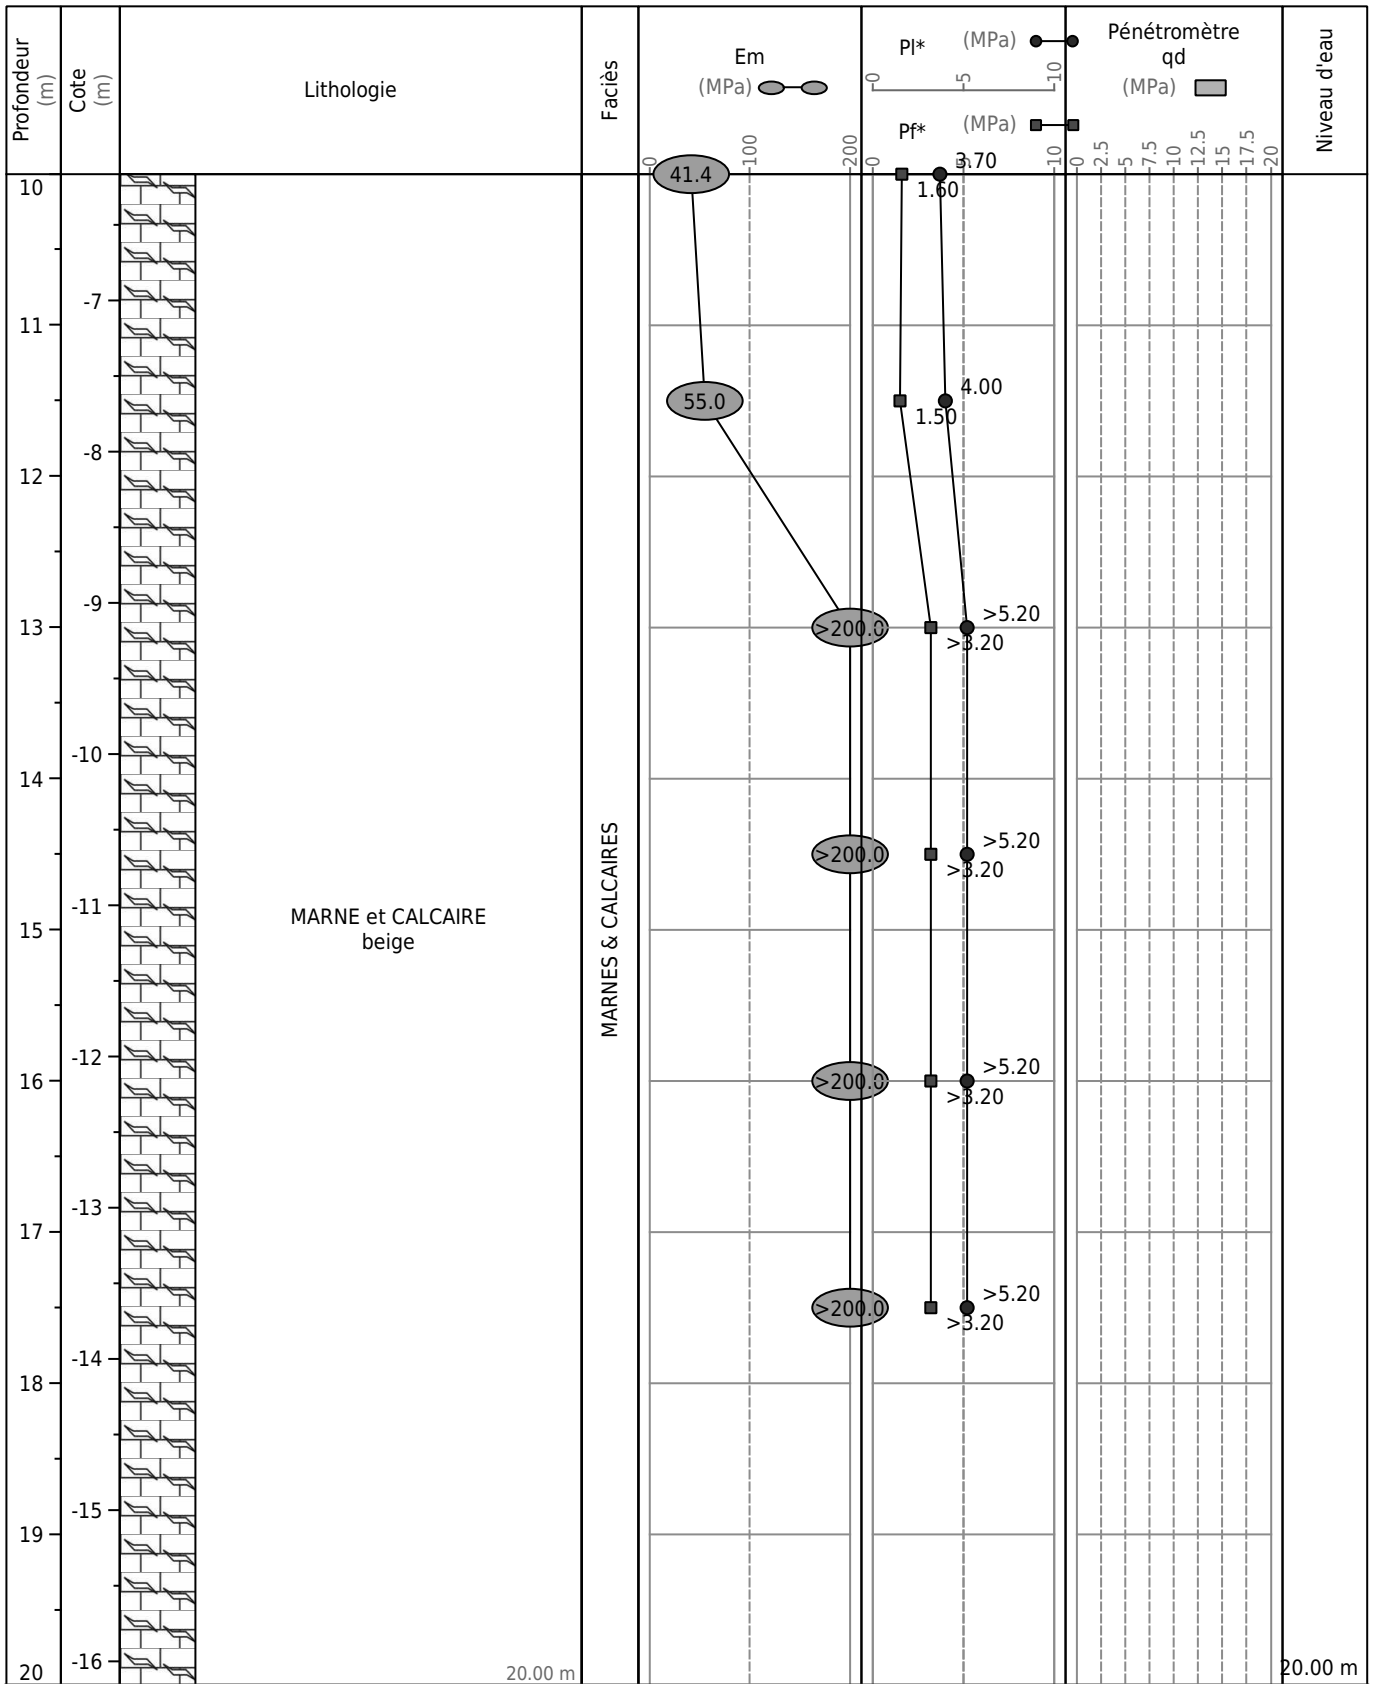 Profondeur
(m)
Cote
(m)
Lithologie
Faciès
Em
(MPa)
Pl*
(MPa)
0
5
10
Pf*
(MPa)
Pénétromètre
qd
(MPa)
Niveau d'eau
0
100
200
0
5
10
0
2.5
5
7.5
10
12.5
15
17.5
20
10
41.4
3.70
1.60
-7
11
55.0
4.00
1.50
-8
12
-9
13
>200.0
>5.20
>3.20
-10
14
>200.0
>5.20
>3.20
-11
15
MARNE et CALCAIRE
beige
MARNES & CALCAIRES
-12
16
>200.0
>5.20
>3.20
-13
17
>200.0
>5.20
>3.20
-14
18
-15
19
-16
20
20.00 m
20.00 m